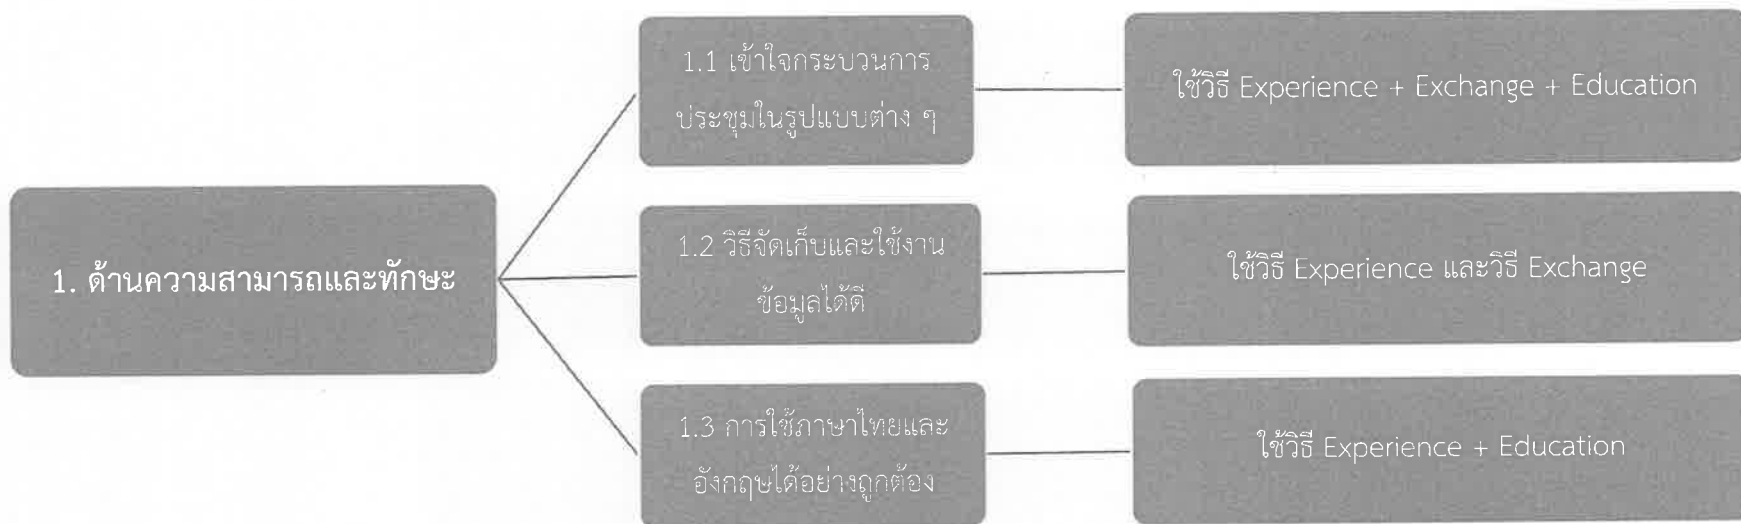 1. ด้านความสามารถและทักษะ
1.1 เข้าใจกระบวนการ
ประชุมในรูปแบบต่าง ๆ
ใช้วิธี Experience + Exchange + Education
1.2 วิธีจัดเก็บและใช้งาน
ข้อมูลได้ดี
ใช้วิธี Experience และวิธี Exchange
1.3 การใช้ภาษาไทยและ
อังกฤษได้อย่างถูกต้อง
ใช้วิธี Experience + Education